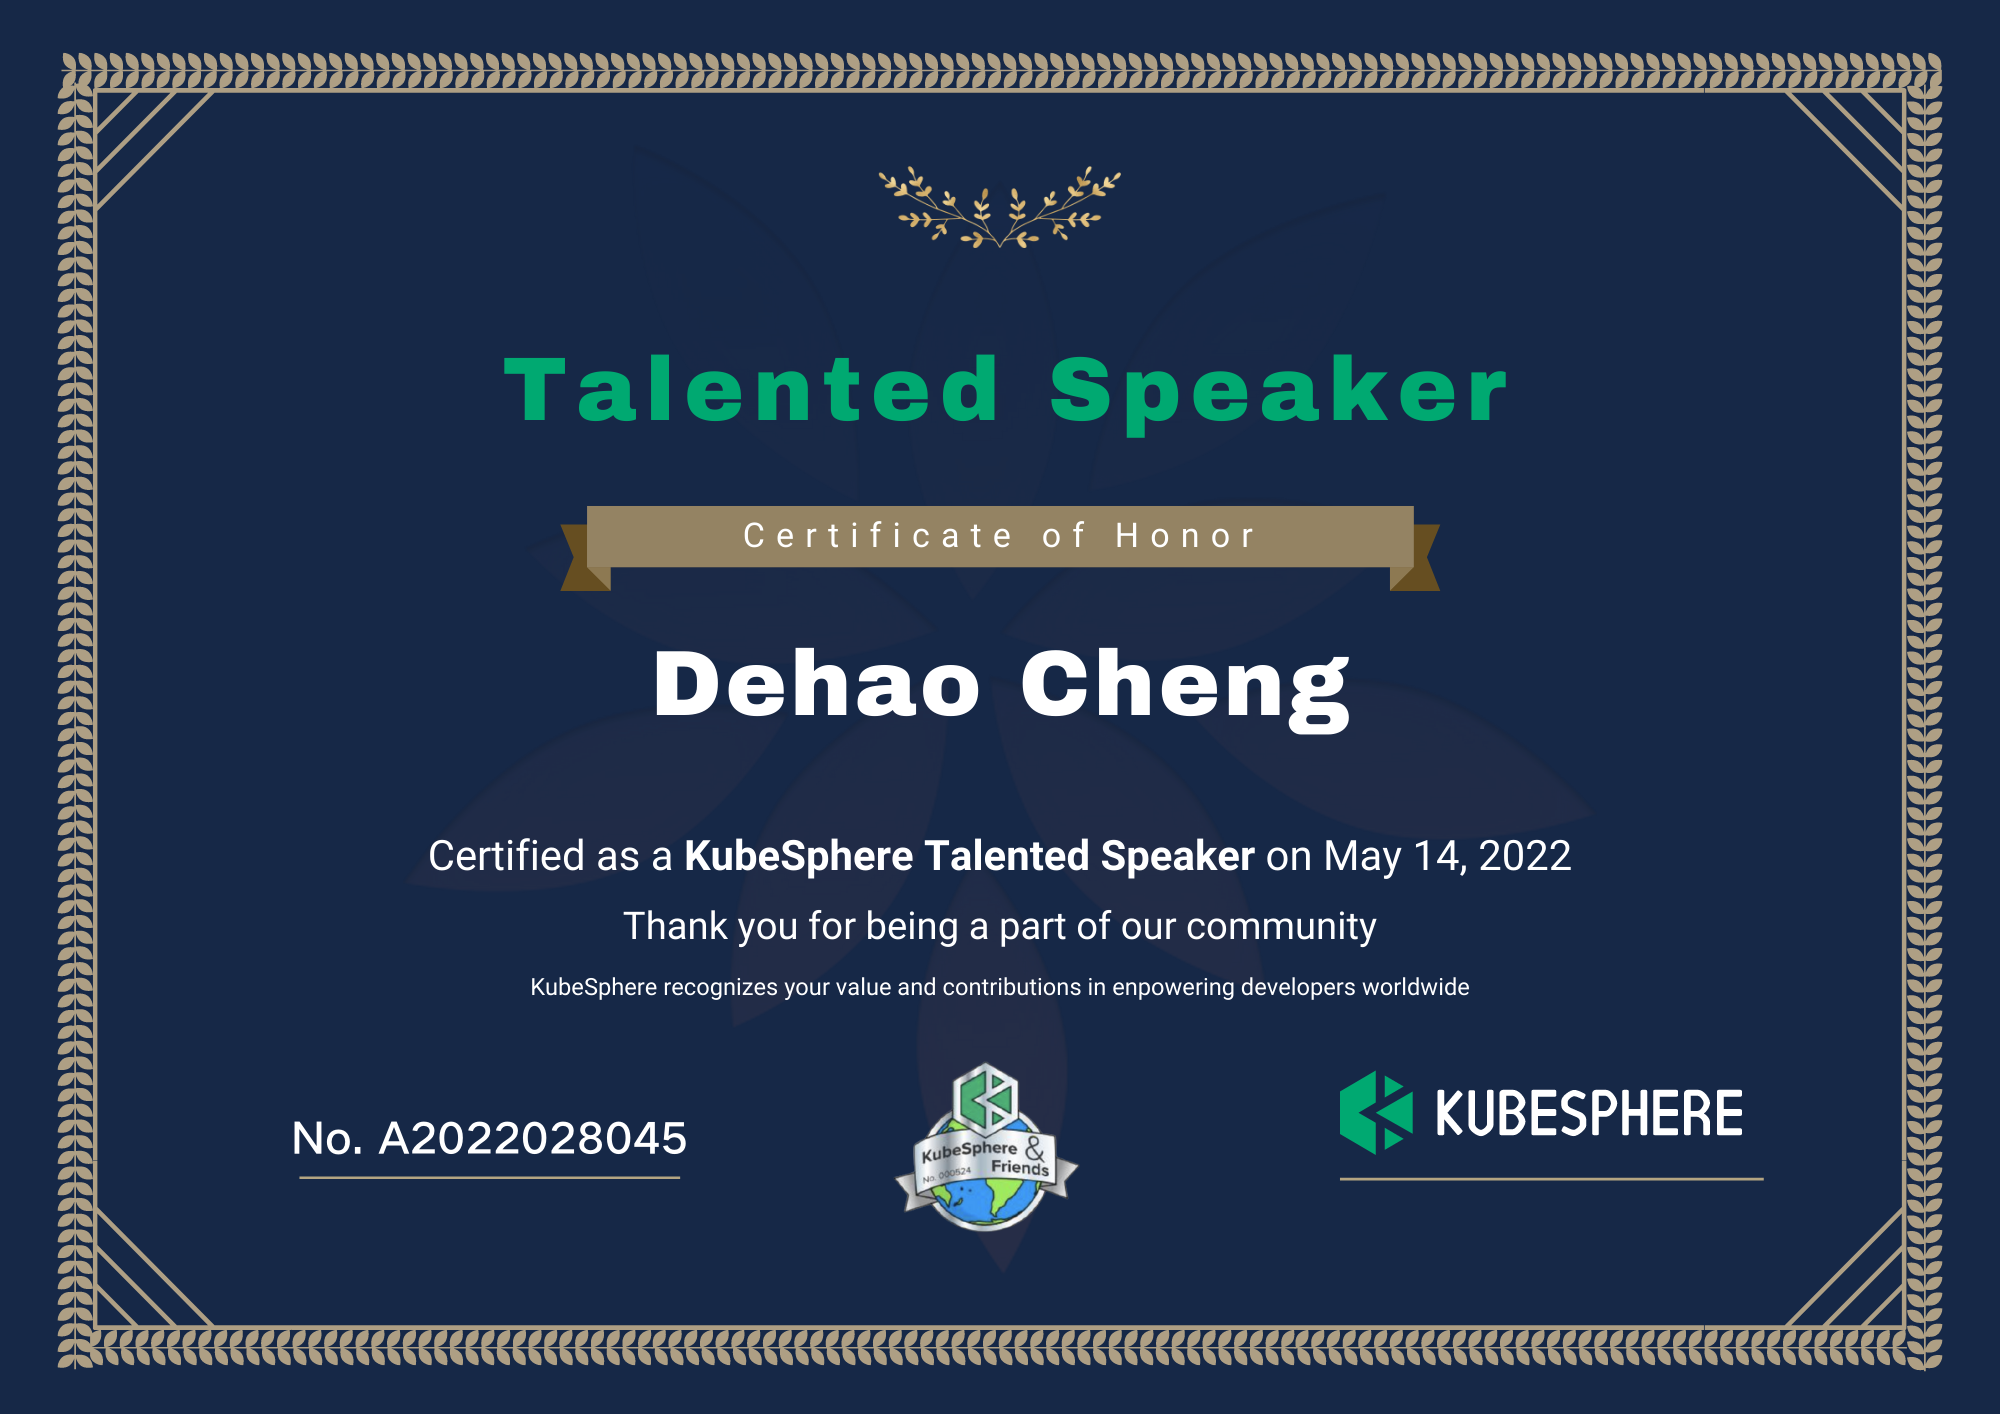 Talented Speaker
Certificate of Honor
Dehao Cheng
Certified as a KubeSphere Talented Speaker on May 14, 2022
Thank you for being a part of our community
KubeSphere recognizes your value and contributions in enpowering developers worldwide
No. A2022028045
KubeSphere &
Friends
No. 000524
KUBESPHERE